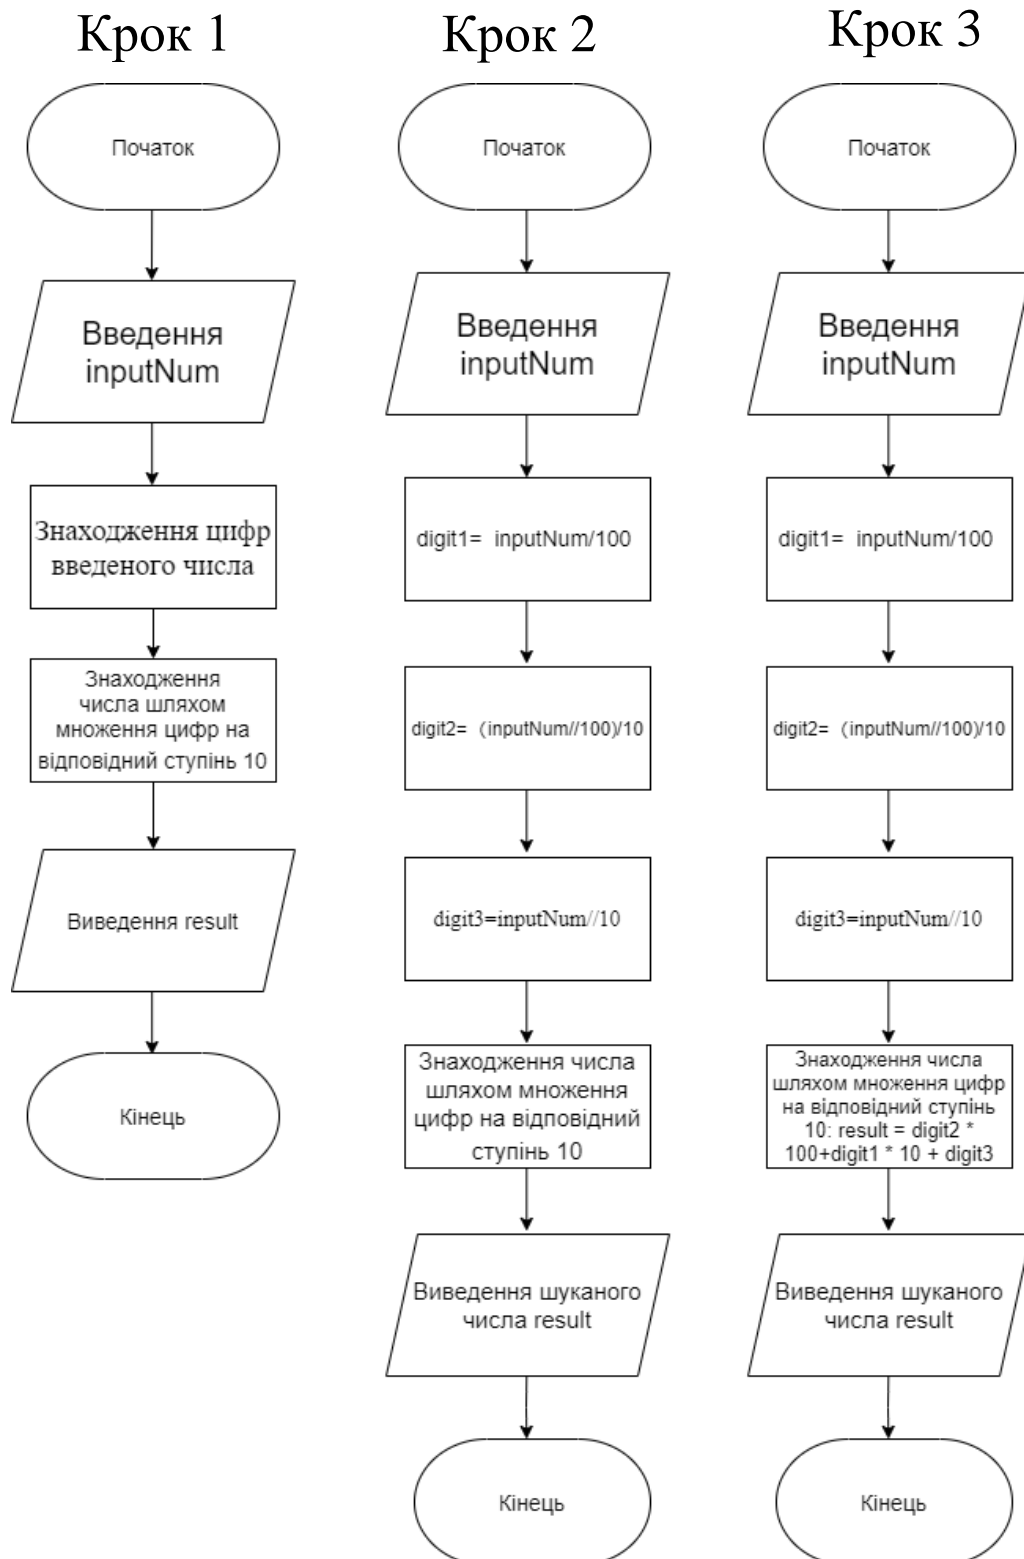 Крок 1
Початок
Введення
inputNum
Знаходження цифр
введеного числа
Знаходження
числа шляхом
множення цифр на
відповідний ступінь 10
Виведення result
Кінець
Крок 2
Початок
Введення
inputNum
digit1= inputNum/100
digit2= (inputNum//100)/10
digit3=inputNum//10
Знаходження числа
шляхом множення
цифр на відповідний
ступінь 10
Виведення шуканого
числа result
Кінець
Крок 3
Початок
Введення
inputNum
digit1= inputNum/100
digit2= (inputNum//100)/10
digit3=inputNum//10
Знаходження числа
шляхом множення цифр
на відповідний ступінь
10: result = digit2 *
100+digit1 * 10 + digit3
Виведення шуканого
числа result
Кінець